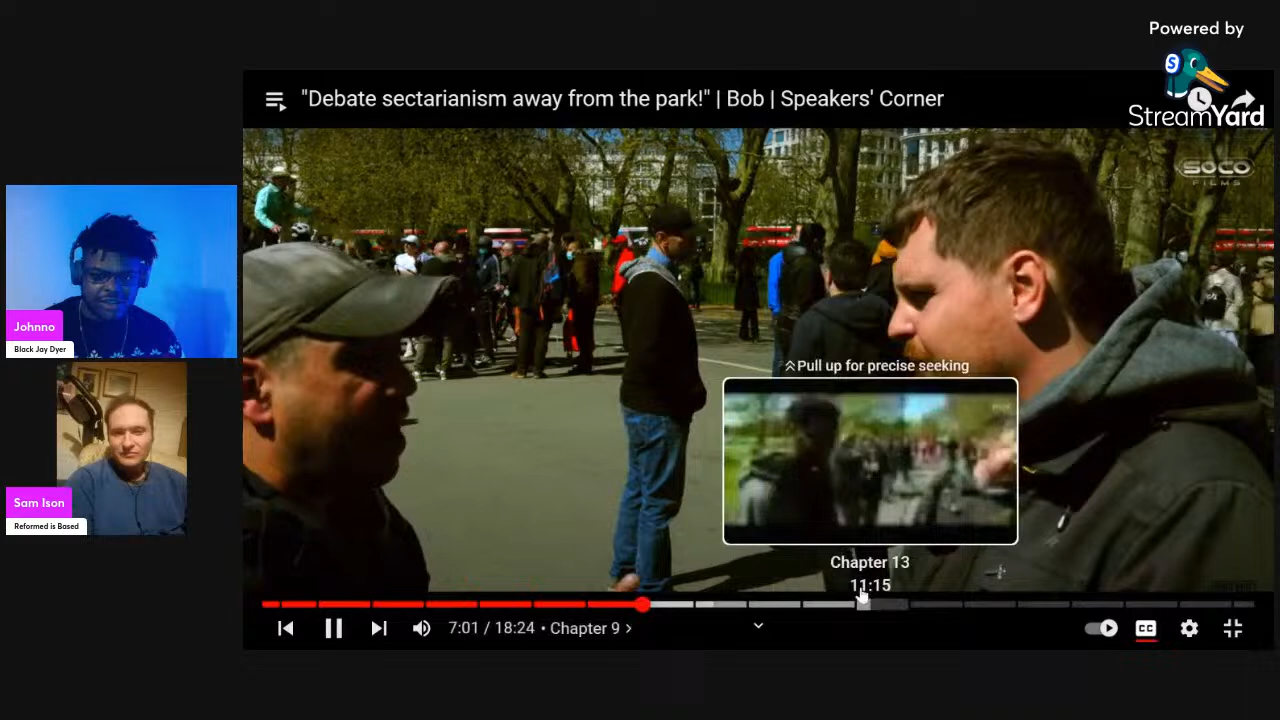 Powered by
S
StreamYard
"Debate sectarianism away from the park!" | Bob | Speakers' Corner
SOCO
FILMS
Johnno
Black Jay Dyer
Sam Ison
Reformed is Based
Pull up for precise seeking
Chapter 13
11:15
7:01 / 18:24 • Chapter 9 ›
CC